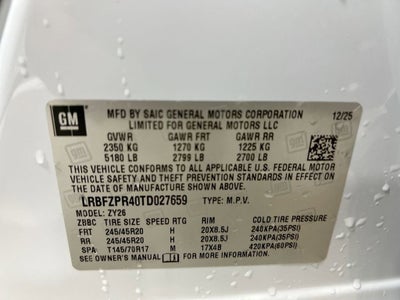 GM
MFD BY SAIC GENERAL MOTORS CORPORATION 12/25
LIMITED FOR GENERAL MOTORS LLC
GVWR GAWR FRT GAWR RR
2350 KG 1270 KG 1225 KG
5180 LB 2799 LB 2700 LB
THIS VEHICLE CONFORMS TO ALL APPLICABLE U.S. FEDERAL MOTOR
VEHICLE SAFETY AND THEFT PREVENTION STANDARDS IN EFFECT
ON THE DATE OF MANUFACTURE SHOWN ABOVE.
LRBFZPR40TD027659 TYPE: M.P.V.
MODEL: ZY26
ZBBC TIRE SIZE SPEED RTG RIM COLD TIRE PRESSURE
FRT 245/45R20 H 20X8.5J 240KPA(35PSI)
RR 245/45R20 H 20X8.5J 240KPA(35PSI)
SPA T145/70R17 M 17X4B 420KPA(60PSI)
SEE OWNER'S MANUAL